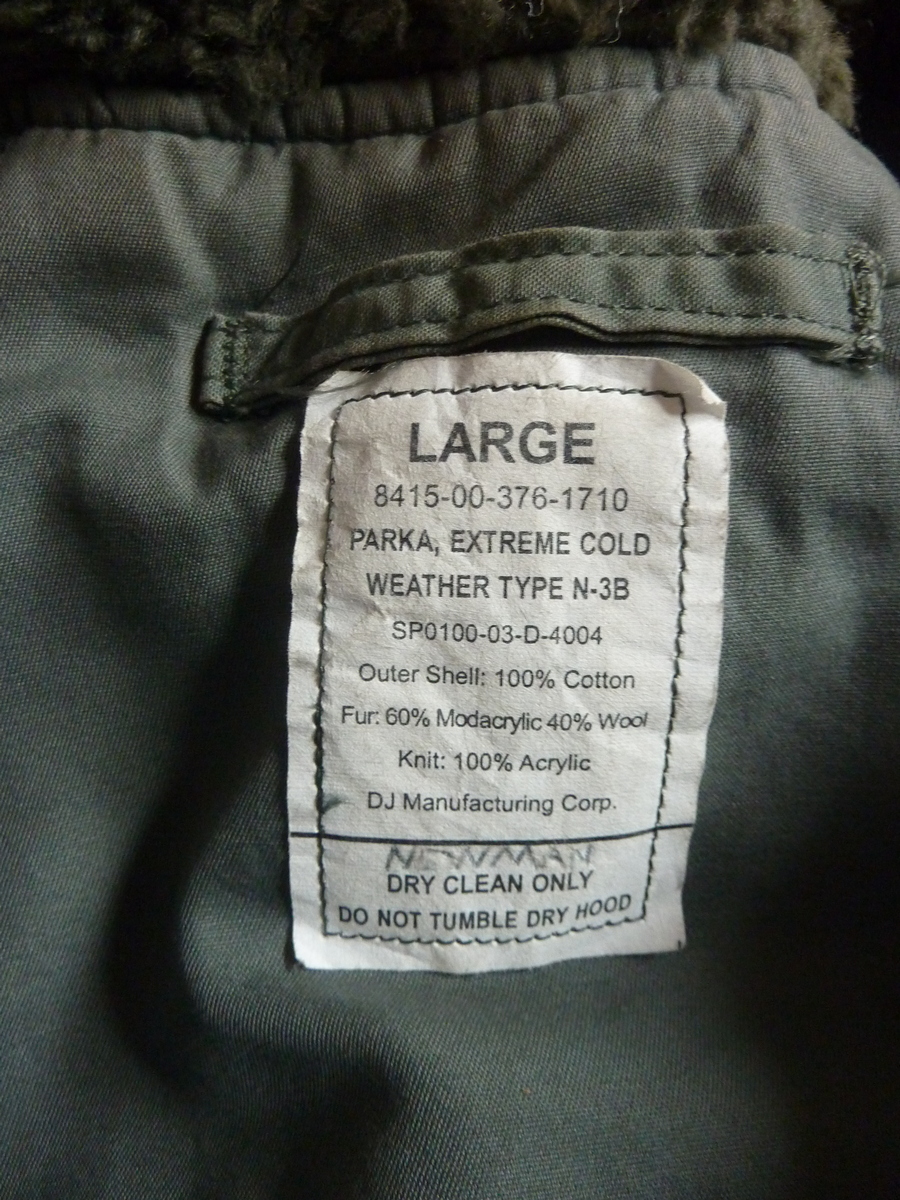 LARGE
8415-00-376-1710
PARKA, EXTREME COLD
WEATHER TYPE N-3B
SP0100-03-D-4004
Outer Shell: 100% Cotton
Fur: 60% Modacrylic 40% Wool
Knit: 100% Acrylic
DJ Manufacturing Corp.
NEWMAN
DRY CLEAN ONLY
DO NOT TUMBLE DRY HOOD